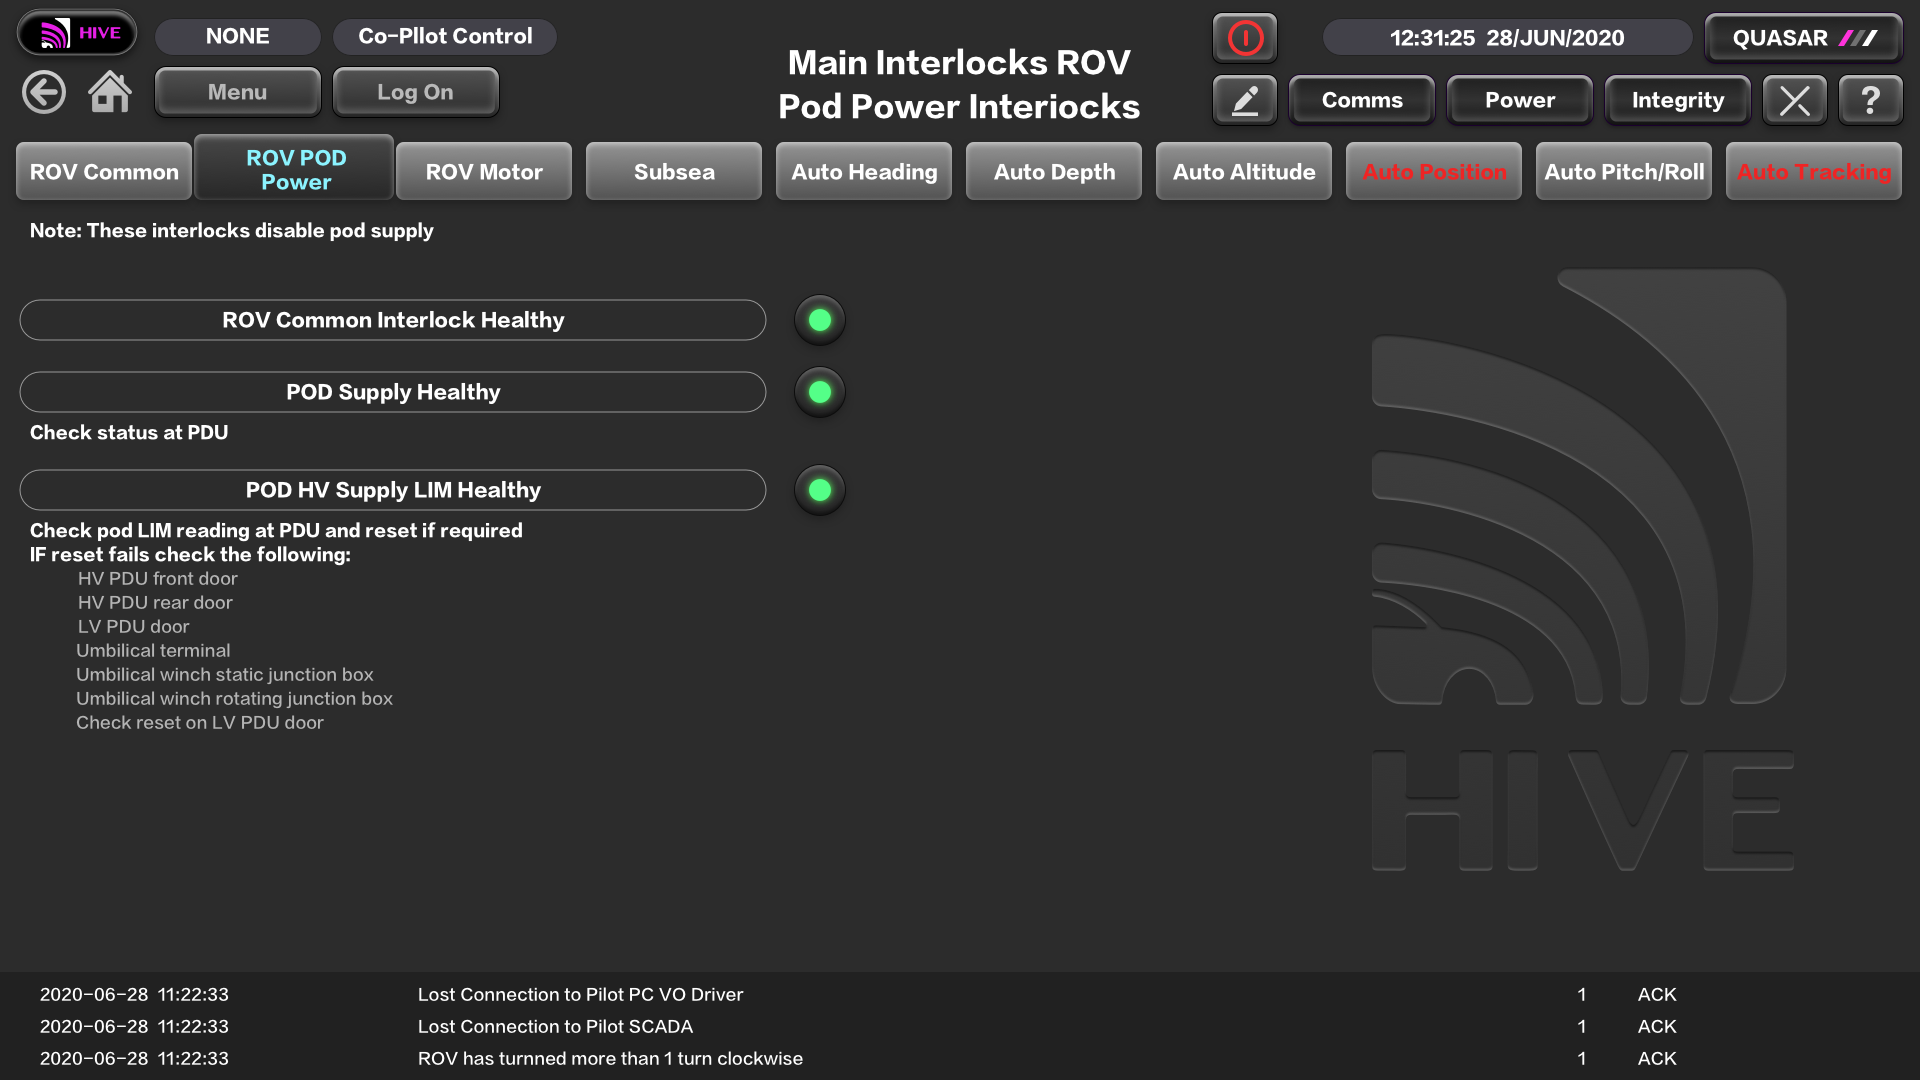 HIVE
NONE
Co-PIlot Control
Menu
Log On
Main Interlocks ROV
Pod Power Interiocks
12:31:25 28/JUN/2020
QUASAR
Comms
Power
Integrity
?
ROV Common
ROV POD
Power
ROV Motor
Subsea
Auto Heading
Auto Depth
Auto Altitude
Auto Position
Auto Pitch/Roll
Auto Tracking
Note: These interlocks disable pod supply
ROV Common Interlock Healthy
POD Supply Healthy
Check status at PDU
POD HV Supply LIM Healthy
Check pod LIM reading at PDU and reset if required
IF reset fails check the following:
HV PDU front door
HV PDU rear door
LV PDU door
Umbilical terminal
Umbilical winch static junction box
Umbilical winch rotating junction box
Check reset on LV PDU door
HIVE
2020-06-28 11:22:33 Lost Connection to Pilot PC VO Driver 1 ACK
2020-06-28 11:22:33 Lost Connection to Pilot SCADA 1 ACK
2020-06-28 11:22:33 ROV has turnned more than 1 turn clockwise 1 ACK